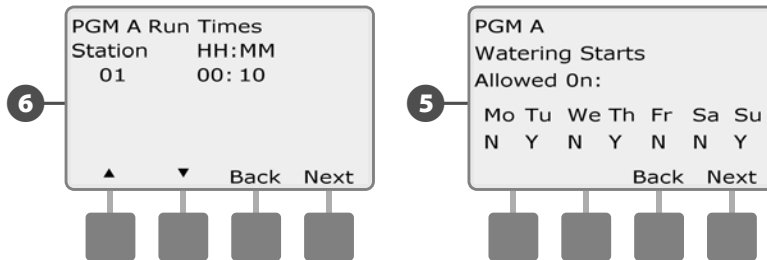 6
PGM A Run Times
Station HH:MM
01 00: 10
▲ ▼ Back Next
5
PGM A
Watering Starts
Allowed 0n:
Mo Tu We Th Fr Sa Su
N Y N Y N N Y
Back Next